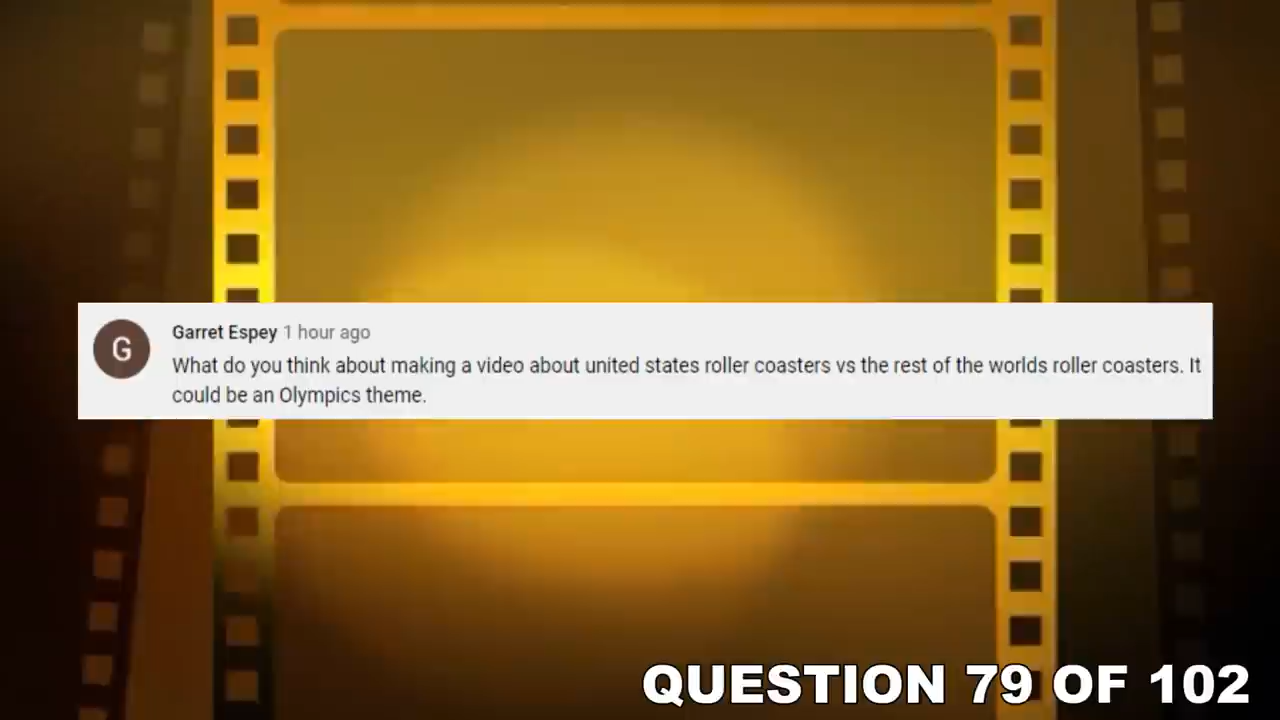 G
Garret Espey 1 hour ago
What do you think about making a video about united states roller coasters vs the rest of the worlds roller coasters. It
could be an Olympics theme.
QUESTION 79 OF 102